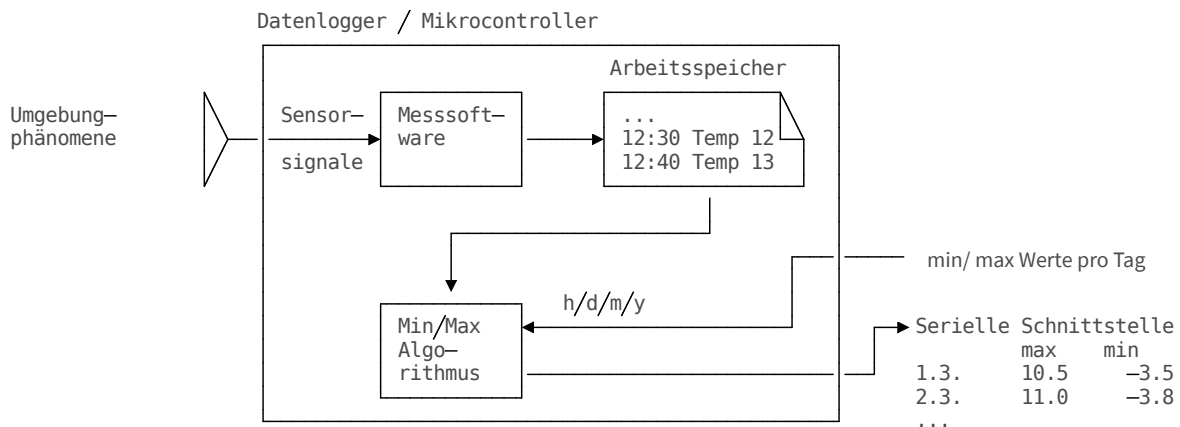 Datenlogger / Mikrocontroller
Arbeitsspeicher
Umgebung–
phänomene
Sensor–
signale
Messsoft–
ware
...
12:30 Temp 12
12:40 Temp 13
min/ max Werte pro Tag
h/d/m/y
Min/Max
Algo–
rithmus
Serielle Schnittstelle
max min
1.3. 10.5 –3.5
2.3. 11.0 –3.8
...